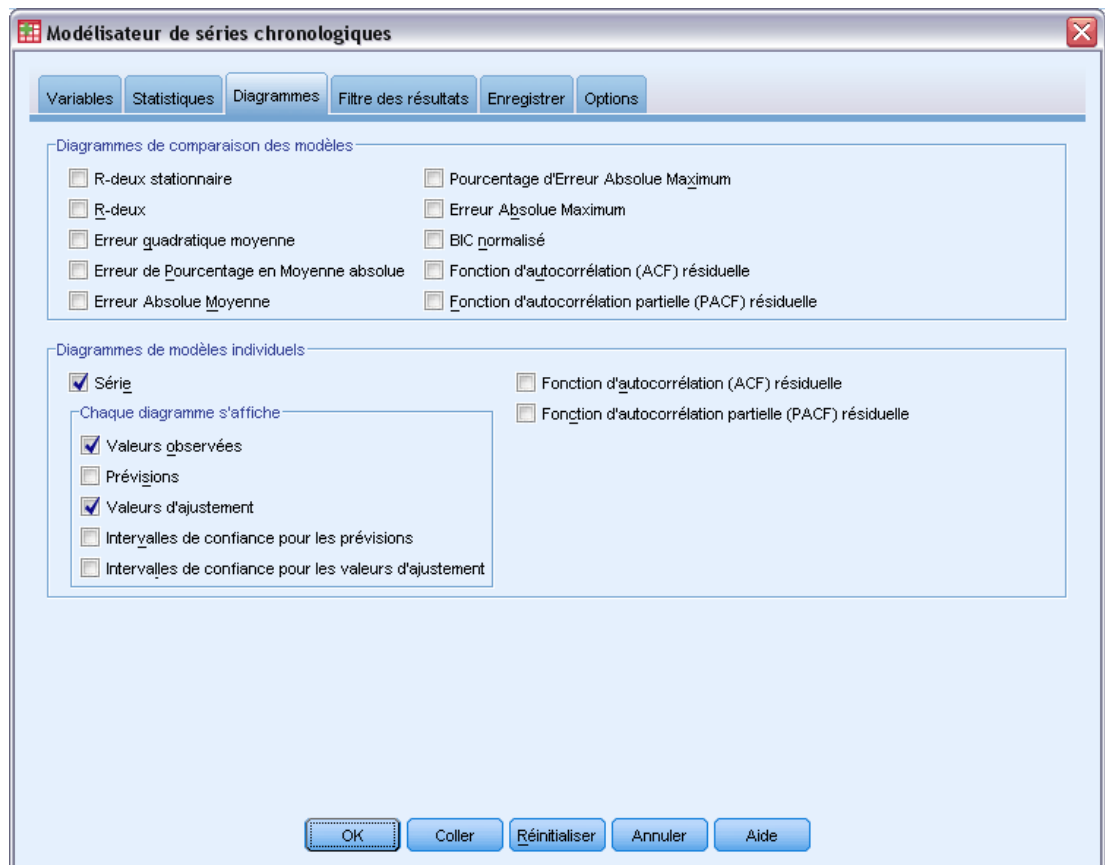 Modélisateur de séries chronologiques
Variables Statistiques Diagrammes Filtre des résultats Enregistrer Options
Diagrammes de comparaison des modèles
R-deux stationnaire Pourcentage d'Erreur Absolue Maximum
R-deux Erreur Absolue Maximum
Erreur quadratique moyenne BIC normalisé
Erreur de Pourcentage en Moyenne absolue Fonction d'autocorrélation (ACF) résiduelle
Erreur Absolue Moyenne Fonction d'autocorrélation partielle (PACF) résiduelle
Diagrammes de modèles individuels
Série Fonction d'autocorrélation (ACF) résiduelle
Chaque diagramme s'affiche Fonction d'autocorrélation partielle (PACF) résiduelle
Valeurs observées
Prévisions
Valeurs d'ajustement
Intervalles de confiance pour les prévisions
Intervalles de confiance pour les valeurs d'ajustement
OK Coller Réinitialiser Annuler Aide